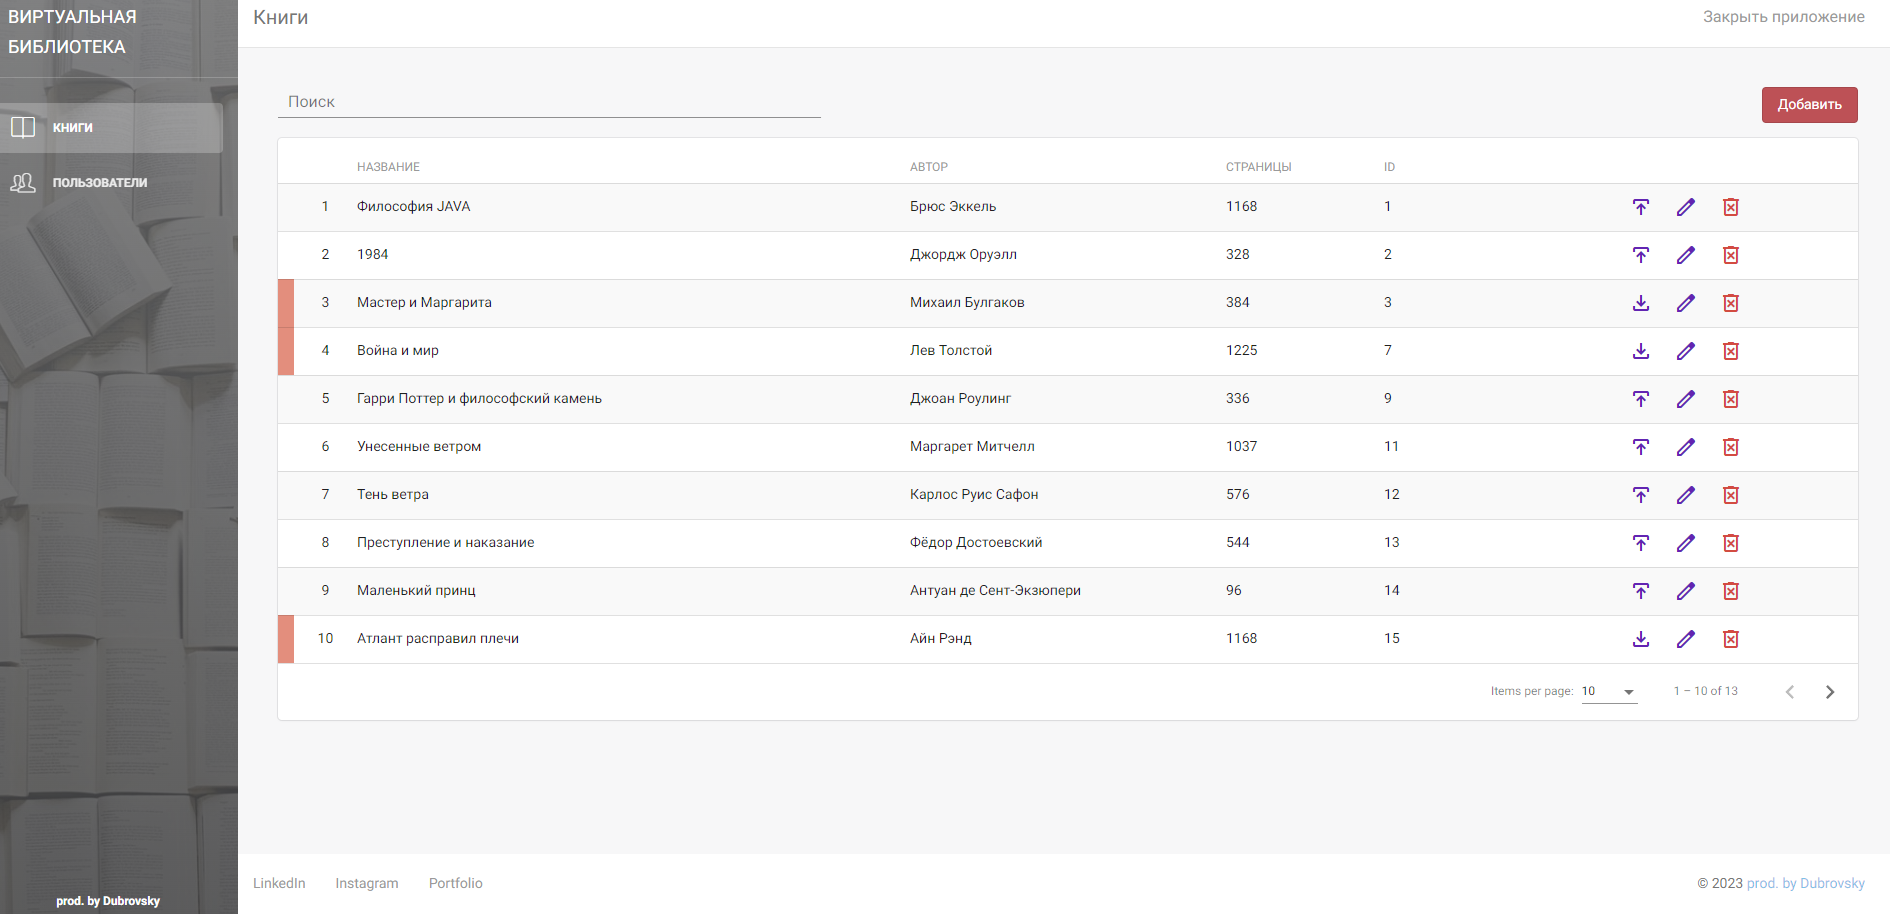 ВИРТУАЛЬНАЯ
БИБЛИОТЕКА
КНИГИ
ПОЛЬЗОВАТЕЛИ
prod. by Dubrovsky
Книги
Закрыть приложение
Поиск
Добавить
НАЗВАНИЕ АВТОР СТРАНИЦЫ ID
1 Философия JAVA Брюс Эккель 1168 1
2 1984 Джордж Оруэлл 328 2
3 Мастер и Маргарита Михаил Булгаков 384 3
4 Война и мир Лев Толстой 1225 7
5 Гарри Поттер и философский камень Джоан Роулинг 336 9
6 Унесенные ветром Маргарет Митчелл 1037 11
7 Тень ветра Карлос Руис Сафон 576 12
8 Преступление и наказание Фёдор Достоевский 544 13
9 Маленький принц Антуан де Сент-Экзюпери 96 14
10 Атлант расправил плечи Айн Рэнд 1168 15
Items per page: 10 1 – 10 of 13
LinkedIn Instagram Portfolio
© 2023 prod. by Dubrovsky